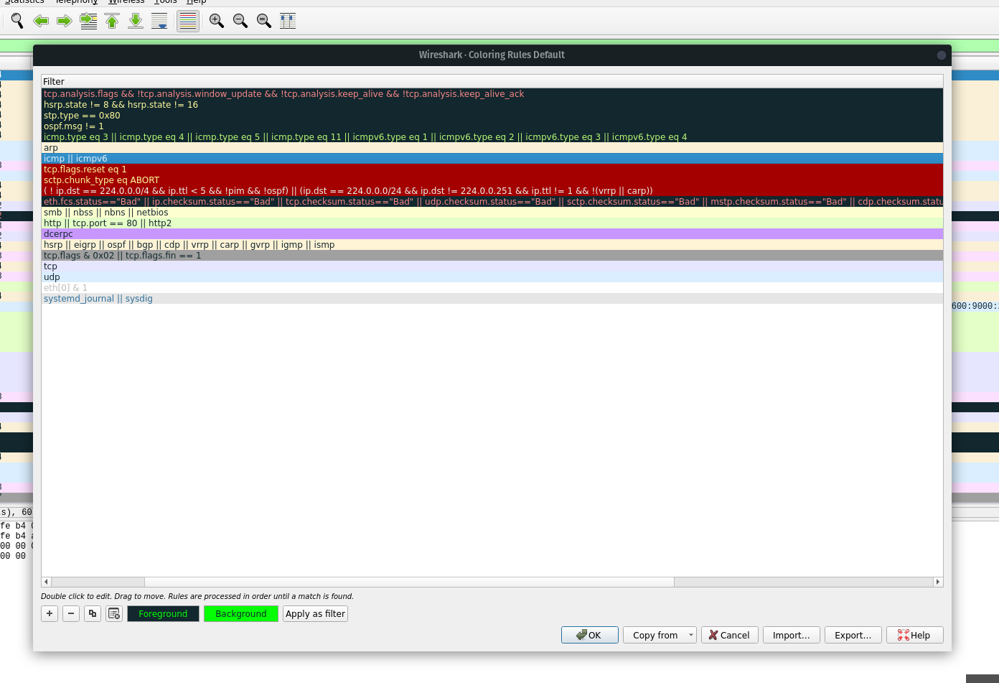 Statistics Telephony Wireless Tools Help
Wireshark · Coloring Rules Default
Filter
tcp.analysis.flags && !tcp.analysis.window_update && !tcp.analysis.keep_alive && !tcp.analysis.keep_alive_ack
hsrp.state != 8 && hsrp.state != 16
stp.type == 0x80
ospf.msg != 1
icmp.type eq 3 || icmp.type eq 4 || icmp.type eq 5 || icmp.type eq 11 || icmpv6.type eq 1 || icmpv6.type eq 2 || icmpv6.type eq 3 || icmpv6.type eq 4
arp
icmp || icmpv6
tcp.flags.reset eq 1
sctp.chunk_type eq ABORT
( ! ip.dst == 224.0.0.0/4 && ip.ttl < 5 && !pim && !ospf) || (ip.dst == 224.0.0.0/24 && ip.dst != 224.0.0.251 && ip.ttl != 1 && !(vrrp || carp))
eth.fcs.status=="Bad" || ip.checksum.status=="Bad" || tcp.checksum.status=="Bad" || udp.checksum.status=="Bad" || sctp.checksum.status=="Bad" || mstp.checksum.status=="Bad" || cdp.checksum.statu
smb || nbss || nbns || netbios
http || tcp.port == 80 || http2
dcerpc
hsrp || eigrp || ospf || bgp || cdp || vrrp || carp || gvrp || igmp || ismp
tcp.flags & 0x02 || tcp.flags.fin == 1
tcp
udp
eth[0] & 1
systemd_journal || sysdig
600:9000:
s), 60
fe b4
fe b4
00 00
00 00
Double click to edit. Drag to move. Rules are processed in order until a match is found.
+ − Foreground Background Apply as filter
OK Copy from Cancel Import... Export... Help